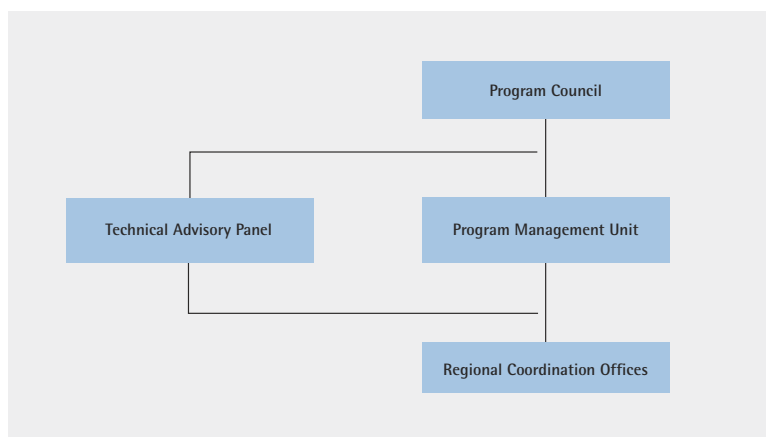 Program Council
Technical Advisory Panel
Program Management Unit
Regional Coordination Offices